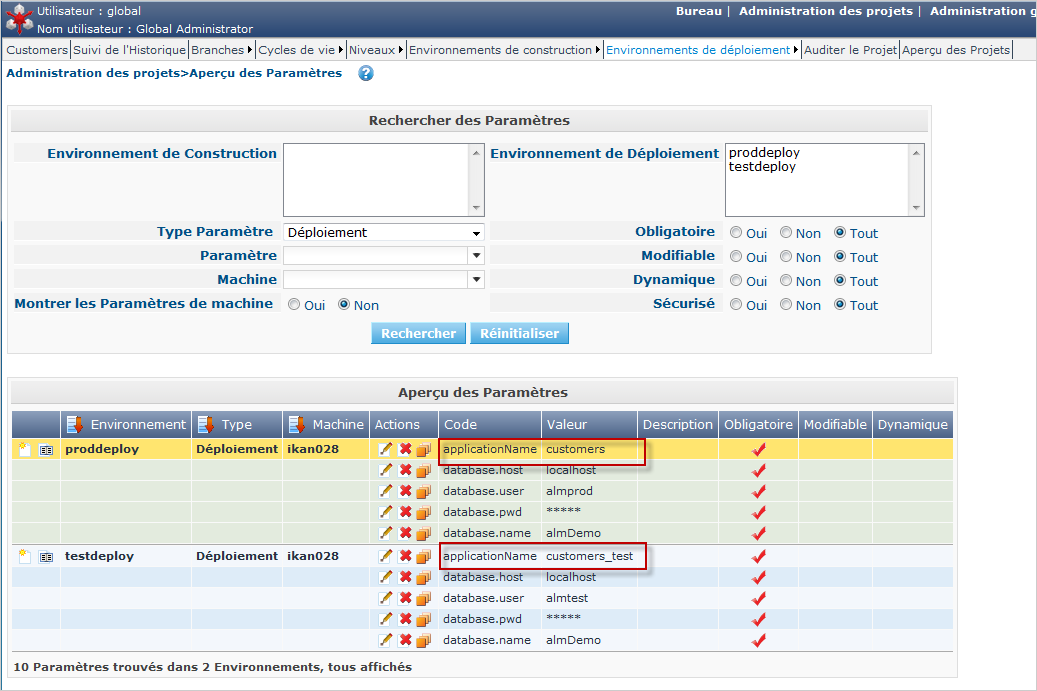 Utilisateur : global
Nom utilisateur : Global Administrator
Bureau | Administration des projets | Administration g
Customers Suivi de l'Historique Branches Cycles de vie Niveaux Environnements de construction Environnements de déploiement Auditer le Projet Aperçu des Projets
Administration des projets>Aperçu des Paramètres ?
Rechercher des Paramètres
Environnement de Construction Environnement de Déploiement proddeploy
testdeploy
Type Paramètre Déploiement Obligatoire Oui Non Tout
Paramètre Modifiable Oui Non Tout
Machine Dynamique Oui Non Tout
Montrer les Paramètres de machine Oui Non Sécurisé Oui Non Tout
Rechercher Réinitialiser
Aperçu des Paramètres
Environnement Type Machine Actions Code Valeur Description Obligatoire Modifiable Dynamique
proddeploy Déploiement ikan028 applicationName customers
database.host localhost
database.user almprod
database.pwd *****
database.name almDemo
testdeploy Déploiement ikan028 applicationName customers_test
database.host localhost
database.user almtest
database.pwd *****
database.name almDemo
10 Paramètres trouvés dans 2 Environnements, tous affichés